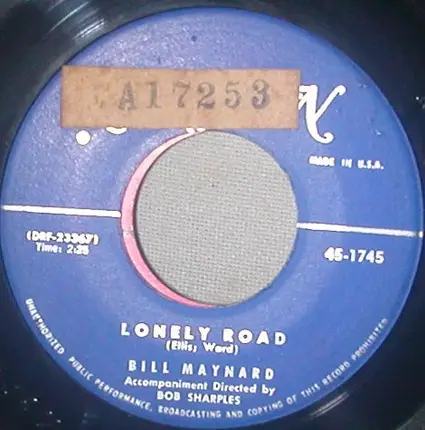 A17253
MADE IN U.S.A.
(DRF-23367)
Time: 2:25
45-1745
LONELY ROAD
(Ellis, Ward)
BILL MAYNARD
Accompaniment Directed by
BOB SHARPLES
UNAUTHORIZED PUBLIC PERFORMANCE, BROADCASTING AND COPYING OF THIS RECORD PROHIBITED